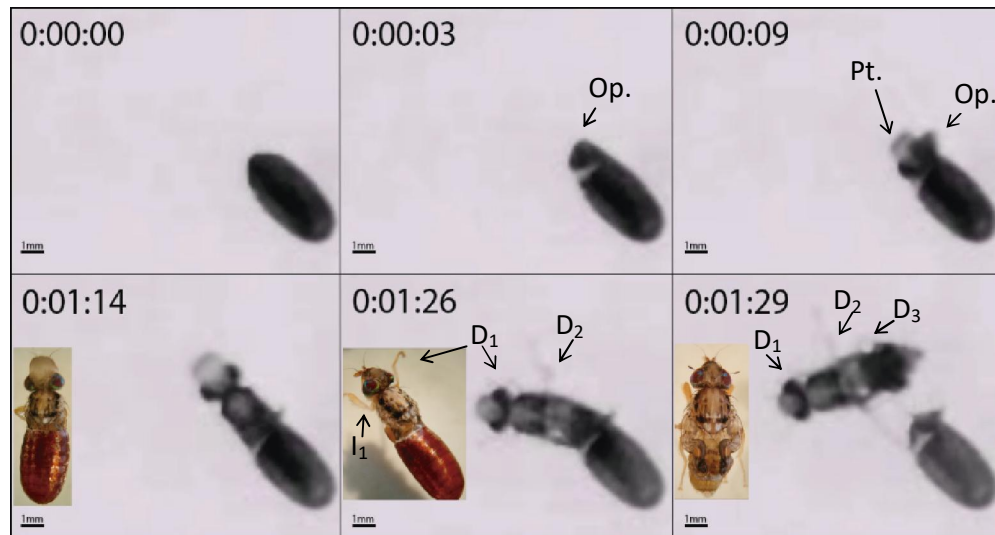 0:00:00
1mm
0:00:03
Op.
1mm
0:00:09
Pt.
Op.
1mm
0:01:14
1mm
0:01:26
D₁
D₂
I₁
1mm
0:01:29
D₂
D₃
D₁
1mm